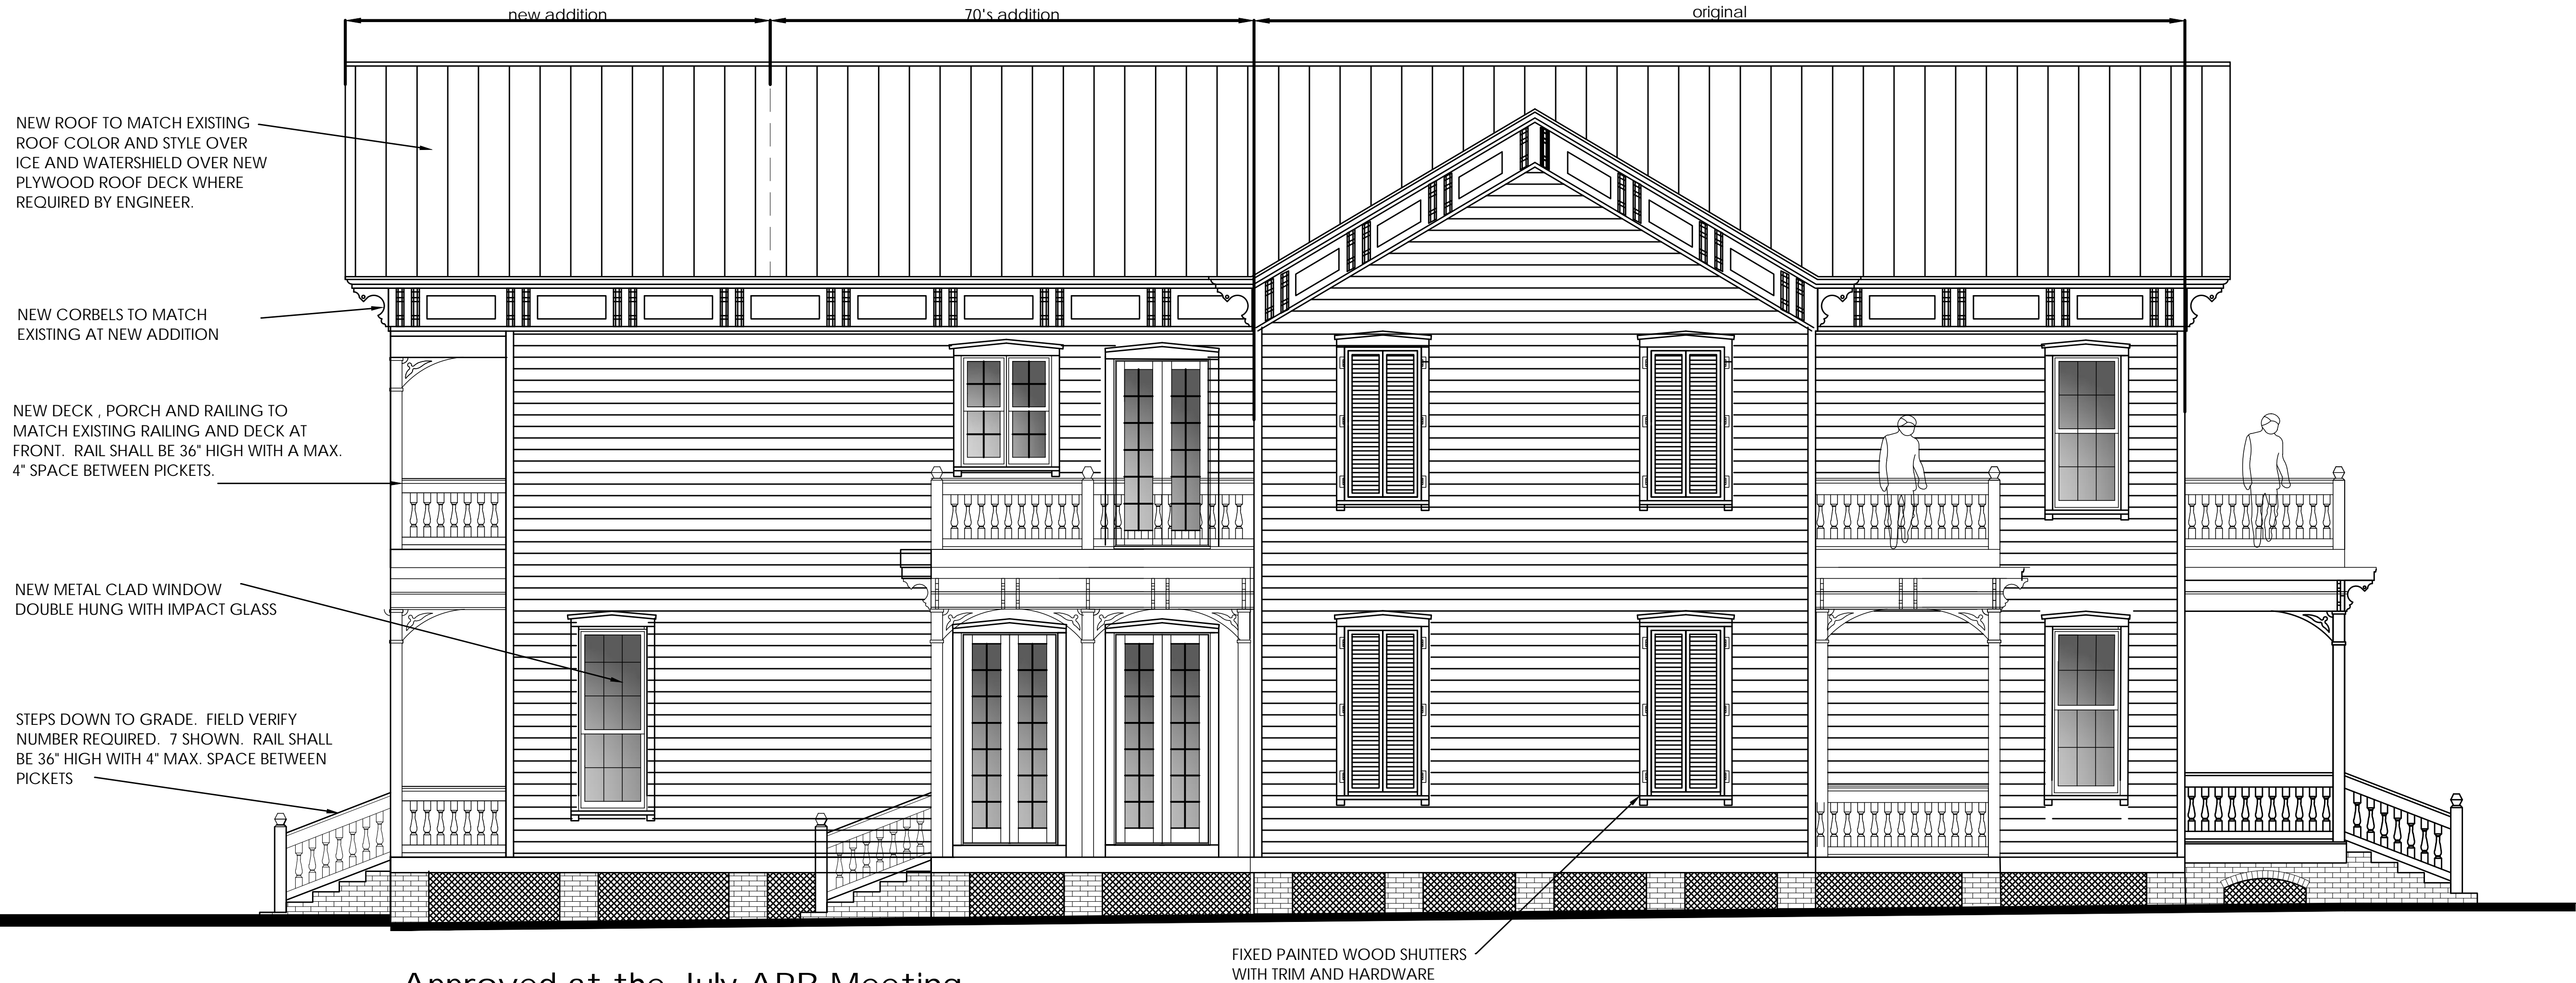 new addition
70's addition
original
NEW ROOF TO MATCH EXISTING
ROOF COLOR AND STYLE OVER
ICE AND WATERSHIELD OVER NEW
PLYWOOD ROOF DECK WHERE
REQUIRED BY ENGINEER.
NEW CORBELS TO MATCH
EXISTING AT NEW ADDITION
NEW DECK , PORCH AND RAILING TO
MATCH EXISTING RAILING AND DECK AT
FRONT. RAIL SHALL BE 36" HIGH WITH A MAX.
4" SPACE BETWEEN PICKETS.
NEW METAL CLAD WINDOW
DOUBLE HUNG WITH IMPACT GLASS
STEPS DOWN TO GRADE. FIELD VERIFY
NUMBER REQUIRED. 7 SHOWN. RAIL SHALL
BE 36" HIGH WITH 4" MAX. SPACE BETWEEN
PICKETS
FIXED PAINTED WOOD SHUTTERS
WITH TRIM AND HARDWARE
Approved at the July Meeting